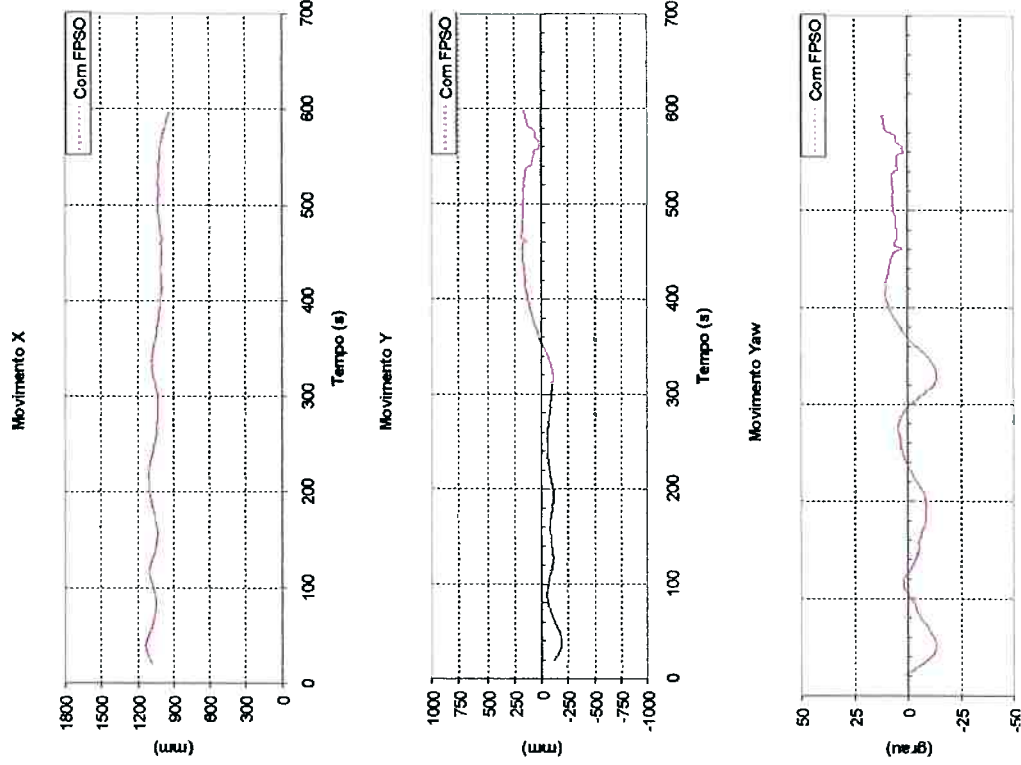 Movimento X
Com FPSO
1800
1500
1200
900
600
300
0
(mm)
0 100 200 300 400 500 600 700
Tempo (s)
Movimento Y
Com FPSO
1000
750
500
250
0
-250
-500
-750
-1000
(mm)
0 100 200 300 400 500 600 700
Tempo (s)
Movimento Yaw
Com FPSO
50
25
0
-25
-50
(grau)